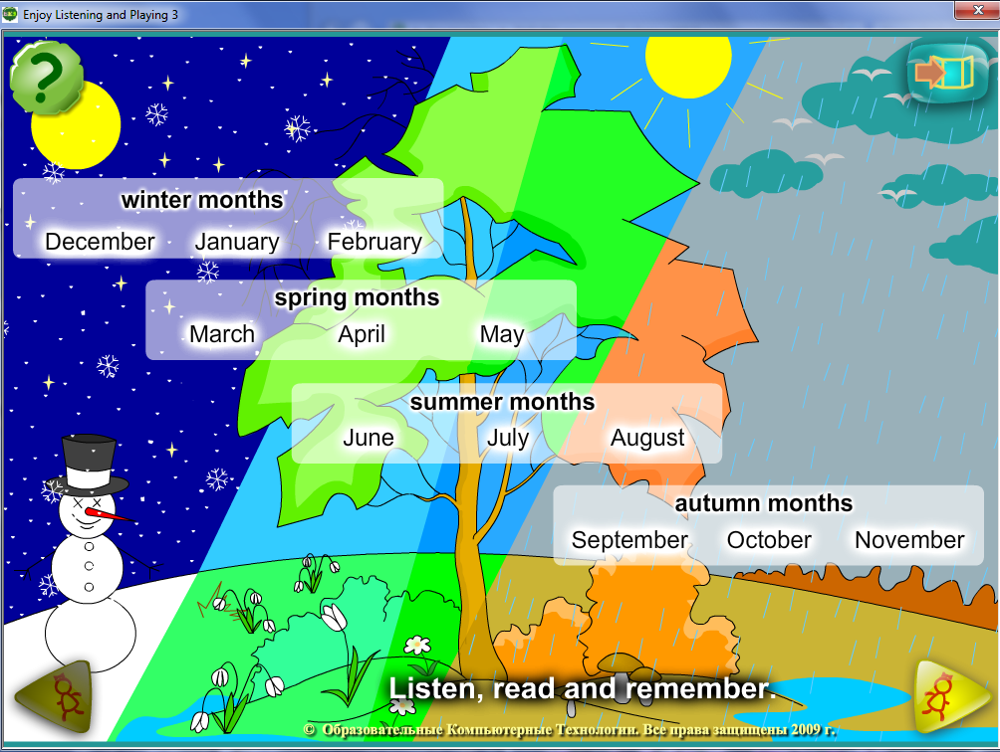 Enjoy Listening and Playing 3
winter months
December January February
spring months
March April May
summer months
June July August
autumn months
September October November
Listen, read and remember.
© Образовательные Компьютерные Технологии. Все права защищены 2009 г.